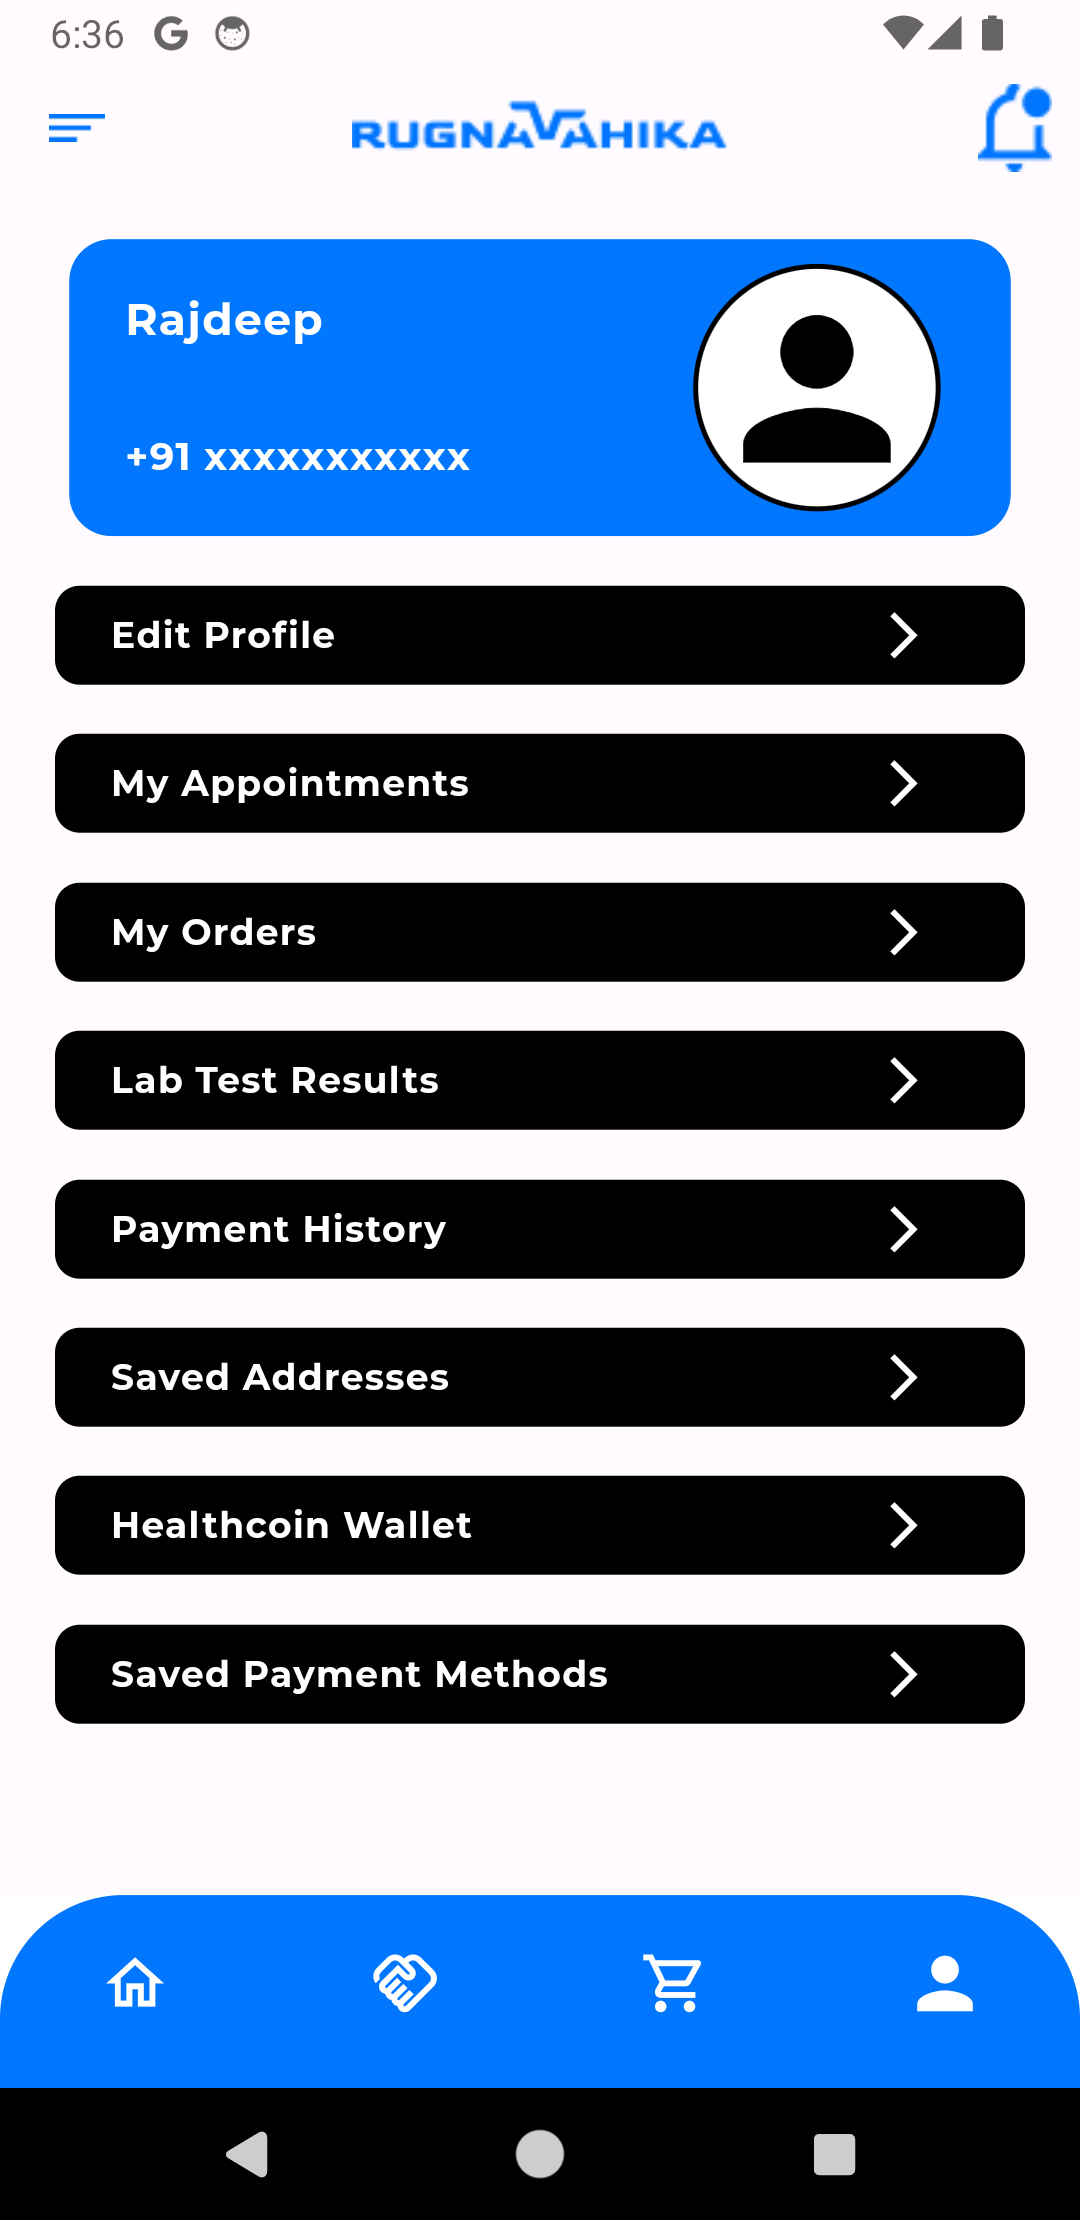 6:36
RUGNAVAHIKA
Rajdeep
+91 xxxxxxxxxxx
Edit Profile
My Appointments
My Orders
Lab Test Results
Payment History
Saved Addresses
Healthcoin Wallet
Saved Payment Methods